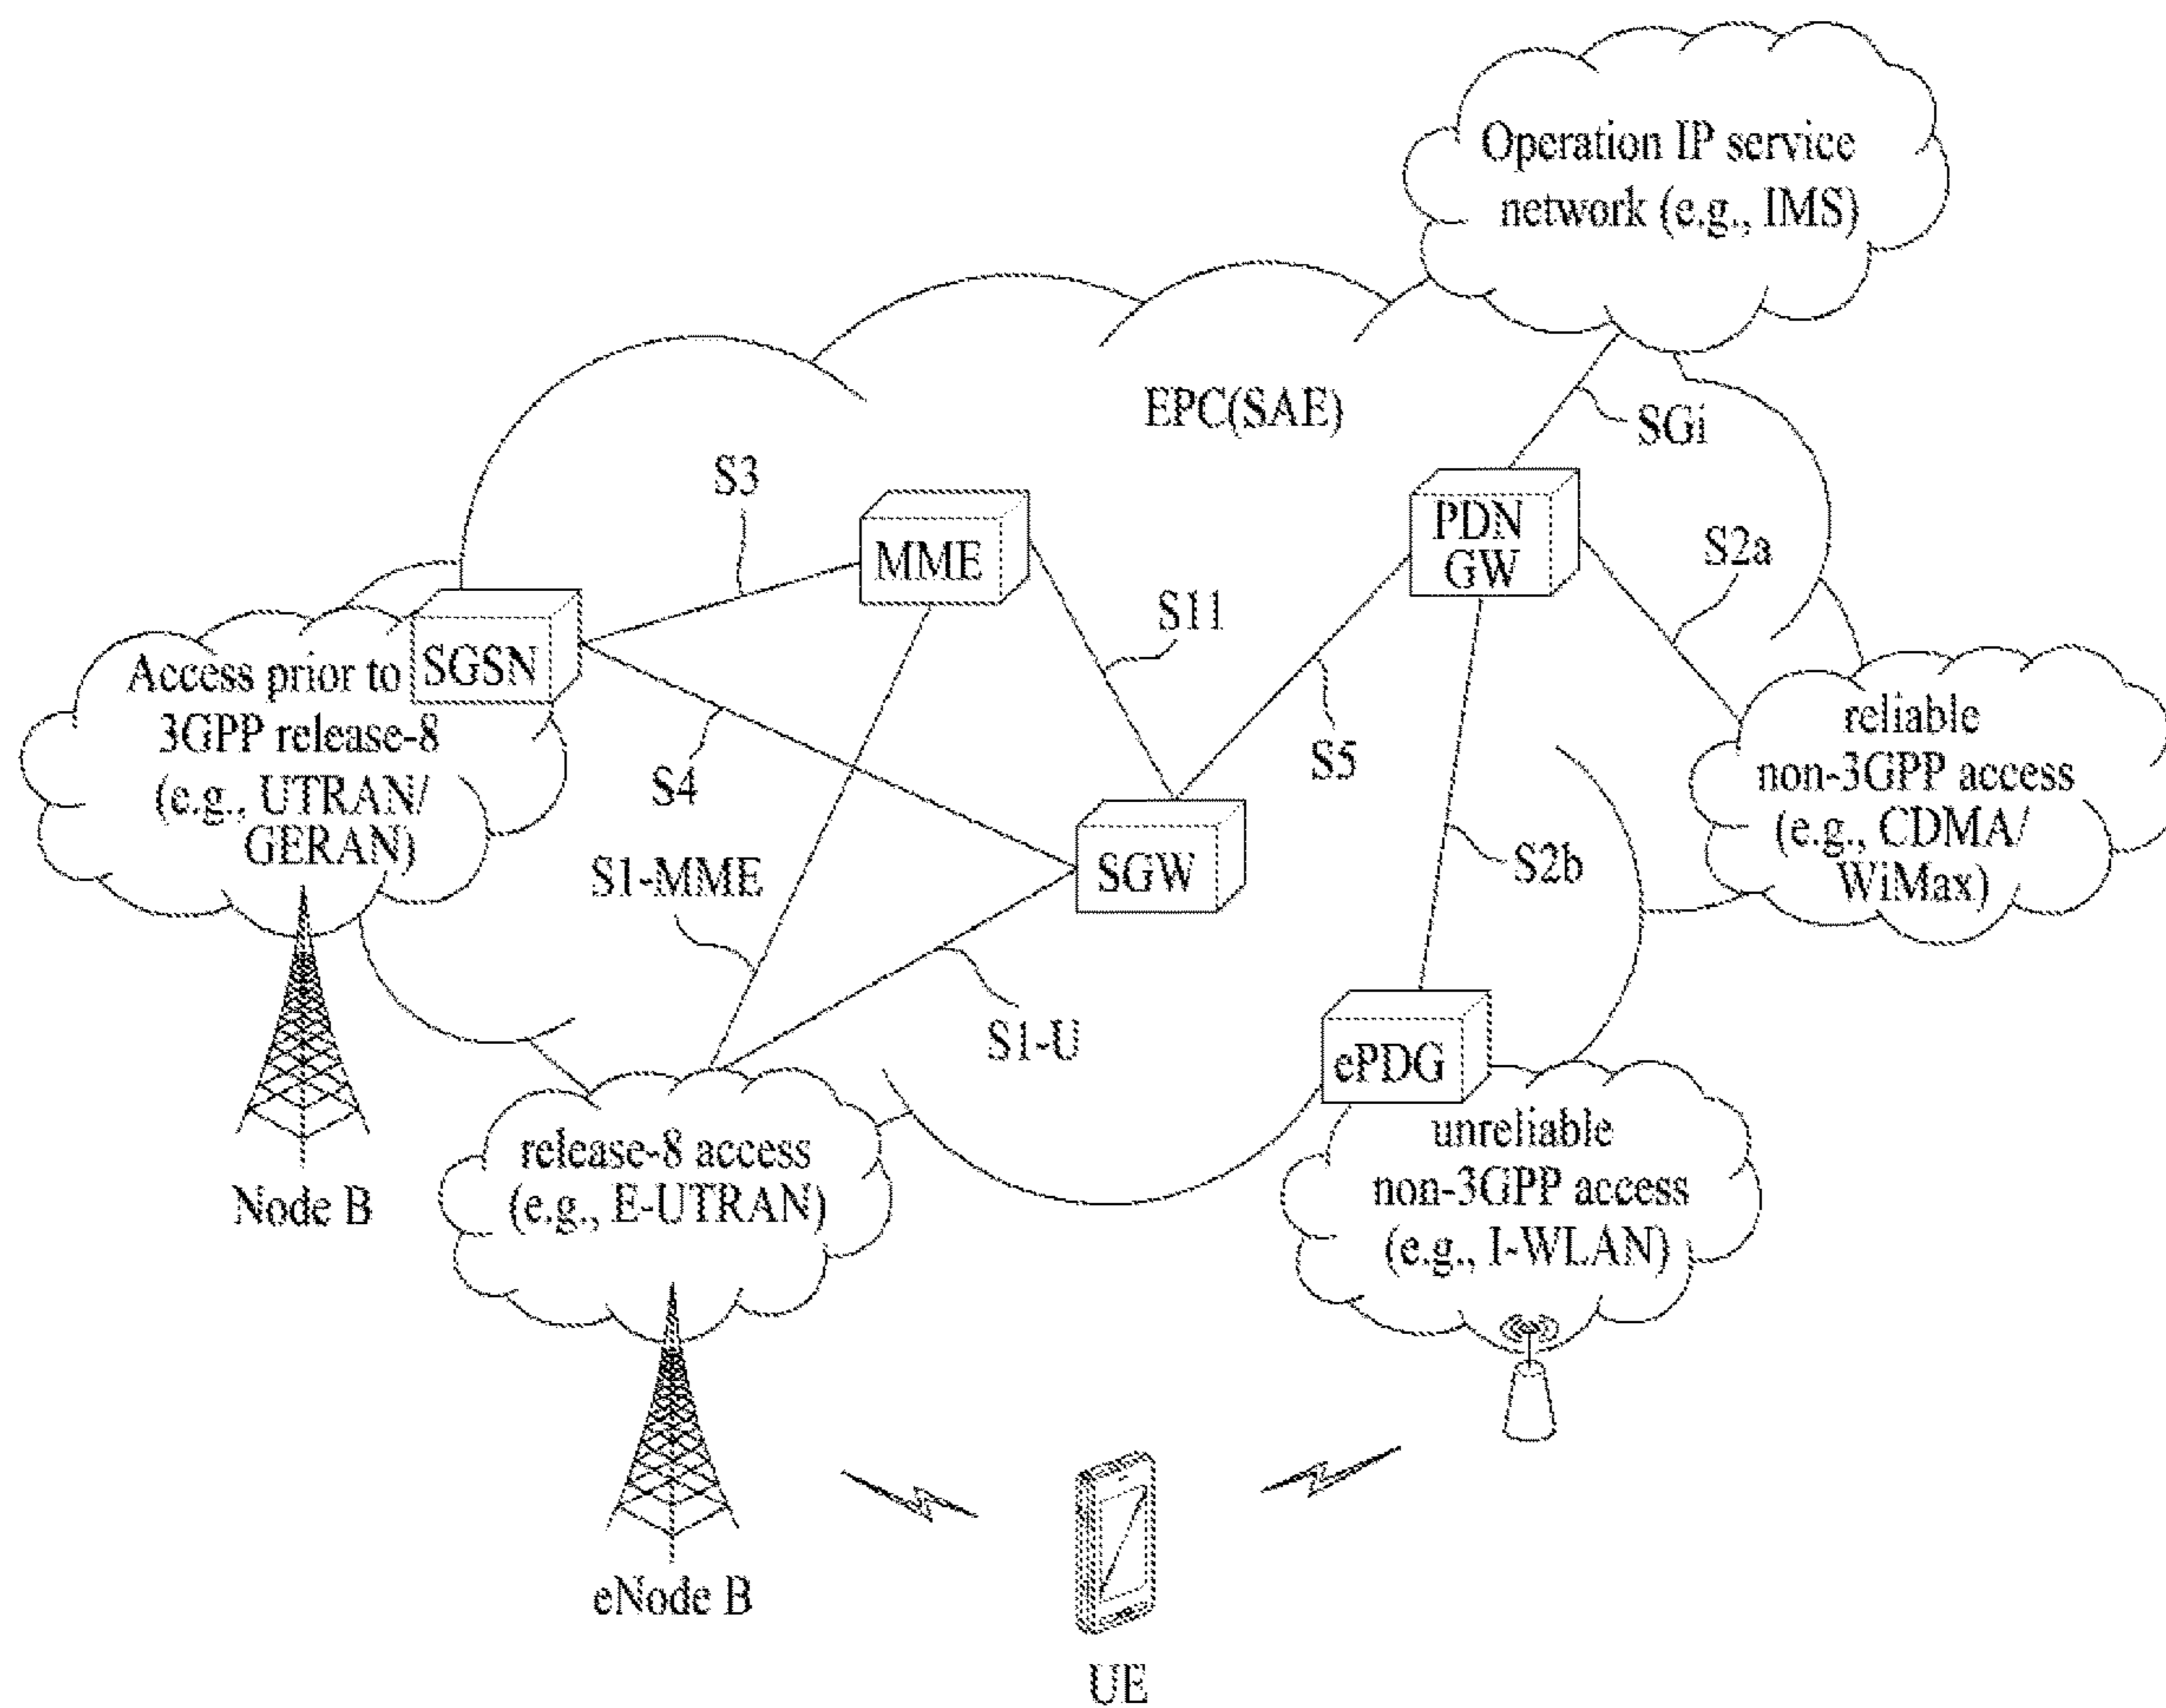 Operation IP service
network (e.g., IMS)
EPC(SAE)
SGi
S3
MME
PDN
GW
S2a
S11
SGSN
Access prior to
3GPP release-8
(e.g., UTRAN/
GERAN)
S4
S5
reliable
non-3GPP access
(e.g., CDMA/
WiMax)
S1-MME
SGW
S2b
S1-U
ePDG
Node B
release-8 access
(e.g., E-UTRAN)
unreliable
non-3GPP access
(e.g., I-WLAN)
eNode B
UE